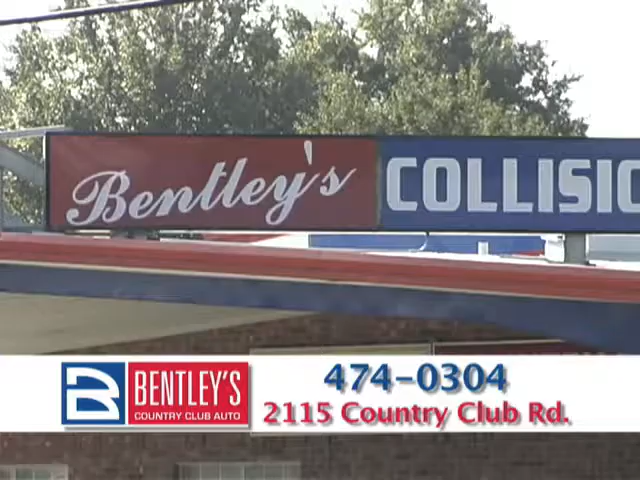 Bentley's COLLISIO
BENTLEY'S
COUNTRY CLUB AUTO
474-0304
2115 Country Club Rd.